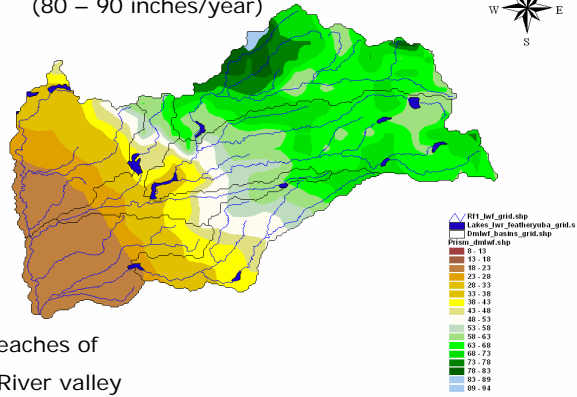 (80 – 90 inches/year)
W E
S
Rf1_lwf_grid.shp
Lakes_lwr_featheryuba_grid.s
Dmlwf_basins_grid.shp
Prism_dmlwf.shp
8 - 13
13 - 18
18 - 23
23 - 28
28 - 33
33 - 38
38 - 43
43 - 48
48 - 53
53 - 58
58 - 63
63 - 68
68 - 73
73 - 78
78 - 83
83 - 89
89 - 94
eaches of
River valley